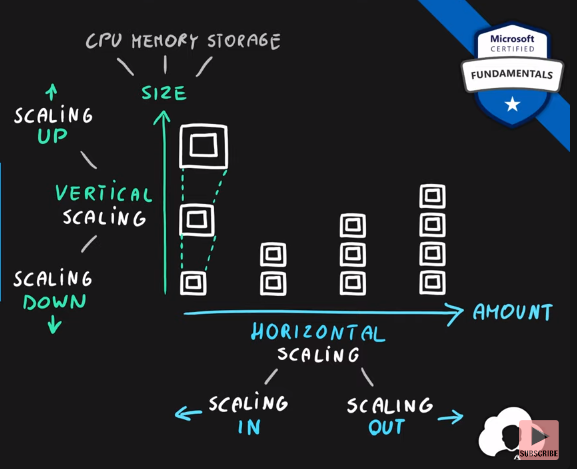 CPU MEMORY STORAGE
SIZE
SCALING
UP
VERTICAL
SCALING
SCALING
DOWN
AMOUNT
HORIZONTAL
SCALING
SCALING
IN
SCALING
OUT
Microsoft
CERTIFIED
FUNDAMENTALS
SUBSCRIBE